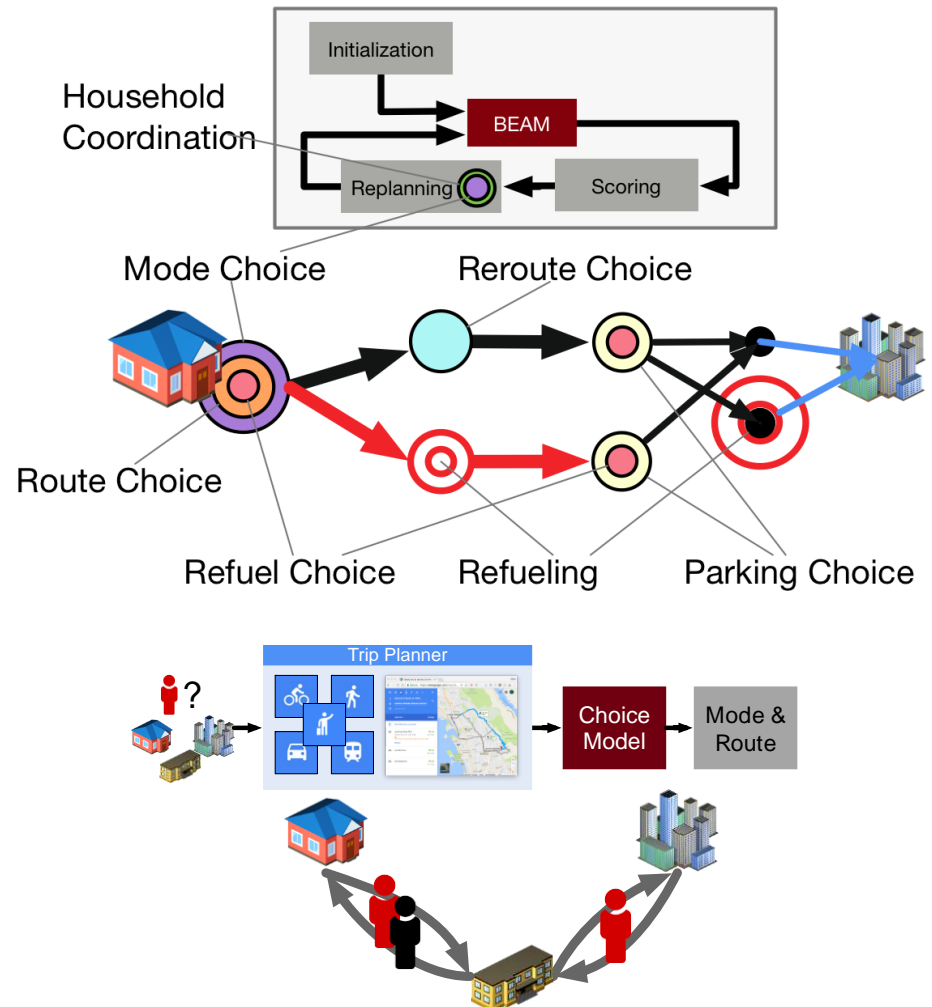 Initialization
Household
Coordination
BEAM
Replanning
Scoring
Mode Choice
Reroute Choice
Route Choice
Refuel Choice
Refueling
Parking Choice
Trip Planner
?
Choice
Model
Mode &
Route